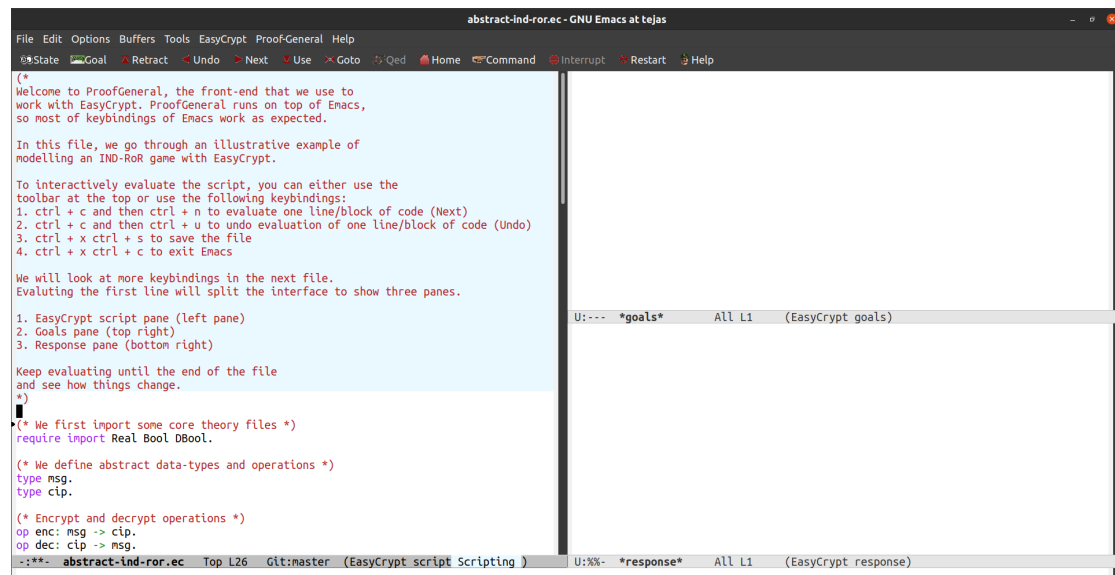 abstract-ind-ror.ec - GNU Emacs at tejas
File Edit Options Buffers Tools EasyCrypt Proof-General Help
State Goal Retract Undo Next Use Goto Qed Home Command Interrupt Restart Help
(*
Welcome to ProofGeneral, the front-end that we use to
work with EasyCrypt. ProofGeneral runs on top of Emacs,
so most of keybindings of Emacs work as expected.
In this file, we go through an illustrative example of
modelling an IND-RoR game with EasyCrypt.
To interactively evaluate the script, you can either use the
toolbar at the top or use the following keybindings:
1. ctrl + c and then ctrl + n to evaluate one line/block of code (Next)
2. ctrl + c and then ctrl + u to undo evaluation of one line/block of code (Undo)
3. ctrl + x ctrl + s to save the file
4. ctrl + x ctrl + c to exit Emacs
We will look at more keybindings in the next file.
Evaluting the first line will split the interface to show three panes.
1. EasyCrypt script pane (left pane)
2. Goals pane (top right)
3. Response pane (bottom right)
Keep evaluating until the end of the file
and see how things change.
*)
(* We first import some core theory files *)
require import Real Bool DBool.
(* We define abstract data-types and operations *)
type msg.
type cip.
(* Encrypt and decrypt operations *)
op enc: msg -> cip.
op dec: cip -> msg.
-:**- abstract-ind-ror.ec Top L26 Git:master (EasyCrypt script Scripting )
U:--- *goals* All L1 (EasyCrypt goals)
U:%%- *response* All L1 (EasyCrypt response)